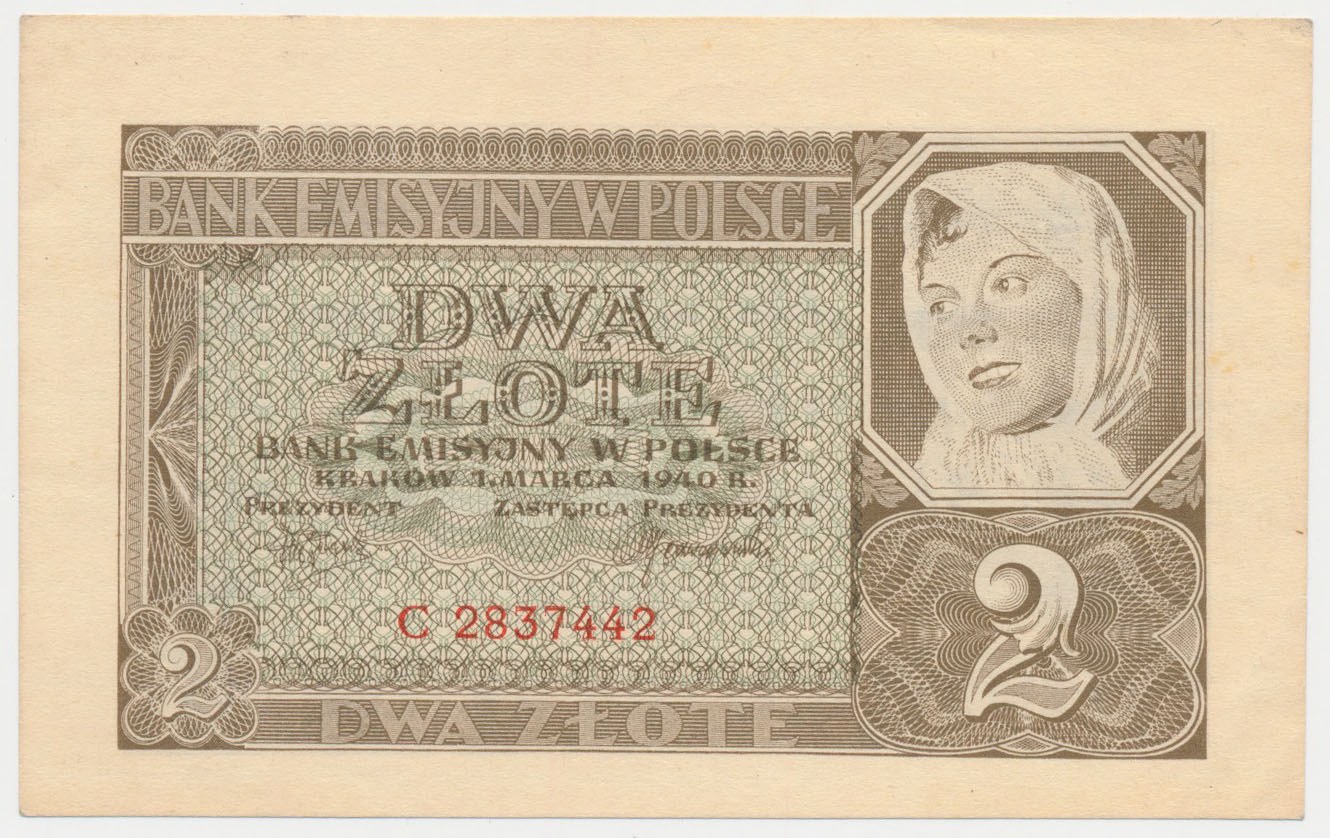 BANK EMISYJNY W POLSCE
DWA
ZŁOTE
BANK EMISYJNY W POLSCE
KRAKÓW 1. MARCA 1940 R.
PREZYDENT ZASTĘPCA PREZYDENTA
C 2837442
2
DWA ZŁOTE
2